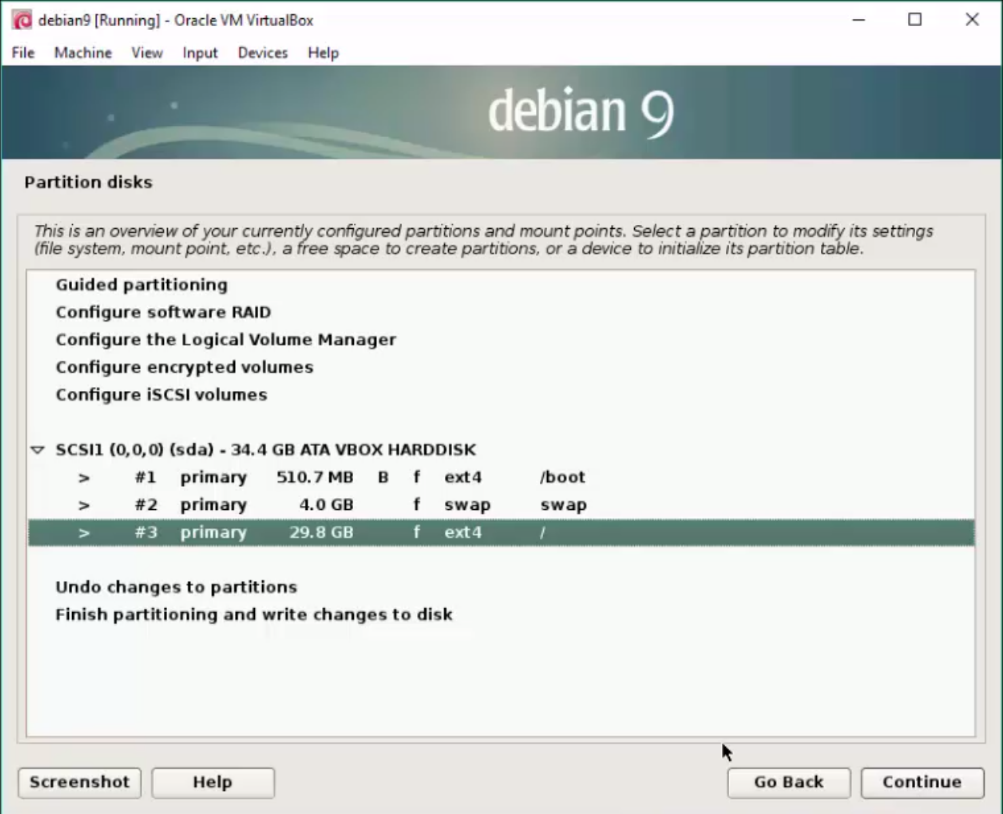 debian9 [Running] - Oracle VM VirtualBox
File Machine View Input Devices Help
debian 9
Partition disks
This is an overview of your currently configured partitions and mount points. Select a partition to modify its settings
(file system, mount point, etc.), a free space to create partitions, or a device to initialize its partition table.
Guided partitioning
Configure software RAID
Configure the Logical Volume Manager
Configure encrypted volumes
Configure iSCSI volumes
SCSI1 (0,0,0) (sda) - 34.4 GB ATA VBOX HARDDISK
> #1 primary 510.7 MB B f ext4 /boot
> #2 primary 4.0 GB f swap swap
> #3 primary 29.8 GB f ext4 /
Undo changes to partitions
Finish partitioning and write changes to disk
Screenshot Help Go Back Continue